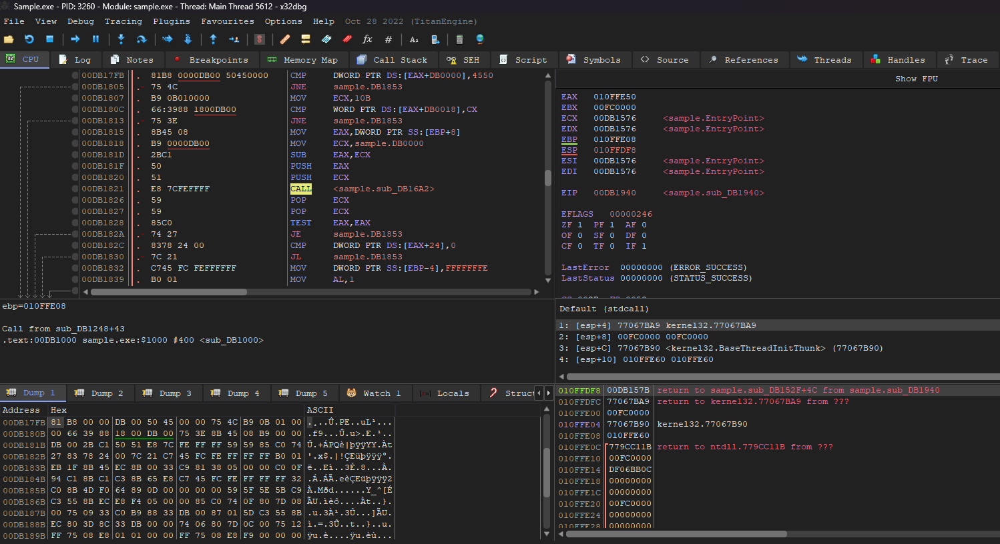 Sample.exe - PID: 3260 - Module: sample.exe - Thread: Main Thread 5612 - x32dbg
File View Debug Tracing Plugins Favourites Options Help Oct 28 2022 (TitanEngine)
CPU Log Notes Breakpoints Memory Map Call Stack SEH Script Symbols Source References Threads Handles Trace
00DB17FB . 81B8 0000DB00 50450000 CMP DWORD PTR DS:[EAX+DB0000],4550
00DB1805 . 75 4C JNE sample.DB1853
00DB1807 . B9 0B010000 MOV ECX,10B
00DB180C . 66:3988 1800DB00 CMP WORD PTR DS:[EAX+DB0018],CX
00DB1813 . 75 3E JNE sample.DB1853
00DB1815 . 8B45 08 MOV EAX,DWORD PTR SS:[EBP+8]
00DB1818 . B9 0000DB00 MOV ECX,sample.DB0000
00DB181D . 2BC1 SUB EAX,ECX
00DB181F . 50 PUSH EAX
00DB1820 . 51 PUSH ECX
00DB1821 . E8 7CFEFFFF CALL <sample.sub_DB16A2>
00DB1826 . 59 POP ECX
00DB1827 . 59 POP ECX
00DB1828 . 85C0 TEST EAX,EAX
00DB182A . 74 27 JE sample.DB1853
00DB182C . 8378 24 00 CMP DWORD PTR DS:[EAX+24],0
00DB1830 . 7C 21 JL sample.DB1853
00DB1832 . C745 FC FEFFFFFF MOV DWORD PTR SS:[EBP-4],FFFFFFFE
00DB1839 . B0 01 MOV AL,1
Show FPU
EAX 010FFE50
EBX 00FC0000
ECX 00DB1576 <sample.EntryPoint>
EDX 00DB1576 <sample.EntryPoint>
EBP 010FFE08
ESP 010FFDF8
ESI 00DB1576 <sample.EntryPoint>
EDI 00DB1576 <sample.EntryPoint>
EIP 00DB1940 <sample.sub_DB1940>
EFLAGS 00000246
ZF 1 PF 1 AF 0
OF 0 SF 0 DF 0
CF 0 TF 0 IF 1
LastError 00000000 (ERROR_SUCCESS)
LastStatus 00000000 (STATUS_SUCCESS)
ebp=010FFE08
Call from sub_DB1248+43
.text:00DB1000 sample.exe:$1000 #400 <sub_DB1000>
Default (stdcall)
1: [esp+4] 77067BA9 kernel32.77067BA9
2: [esp+8] 00FC0000 00FC0000
3: [esp+C] 77067B90 <kernel32.BaseThreadInitThunk> (77067B90)
4: [esp+10] 010FFE60 010FFE60
Dump 1 Dump 2 Dump 3 Dump 4 Dump 5 Watch 1 Locals Struct
Address Hex ASCII
00DB17FB 81 B8 00 00 DB 00 50 45 00 00 75 4C B9 0B 01 00 .¸..Û.PE..uL¹...
00DB180B 00 66 39 88 18 00 DB 00 75 3E 8B 45 08 B9 00 00 .f9...Û.u>.E.¹..
00DB181B DB 00 2B C1 50 51 E8 7C FE FF FF 59 59 85 C0 74 Û.+ÁPQè|þÿÿYY.Àt
00DB182B 27 83 78 24 00 7C 21 C7 45 FC FE FF FF FF B0 01 '.x$.|!ÇEüþÿÿÿ°.
00DB183B EB 1F 8B 45 EC 8B 00 33 C9 81 38 05 00 00 C0 0F ë..Eì..3É.8...À.
00DB184B 94 C1 8B C1 C3 8B 65 E8 C7 45 FC FE FF FF FF 32 .Á.ÁÃ.eèÇEüþÿÿÿ2
00DB185B C0 8B 4D F0 64 89 0D 00 00 00 00 59 5F 5E 5B C9 À.Mðd......Y_^[É
00DB186B C3 55 8B EC E8 F4 05 00 00 85 C0 74 0F 80 7D 08 ÃU.ìèô....Àt..}.
00DB187B 00 75 09 33 C0 B9 88 33 DB 00 87 01 5D C3 55 8B .u.3À¹.3Û...]ÃU.
00DB188B EC 80 3D 8C 33 DB 00 00 74 06 80 7D 0C 00 75 12 ì.=.3Û..t..}..u.
00DB189B FF 75 08 E8 01 01 00 00 FF 75 08 E8 F9 00 00 00 ÿu.è....ÿu.èù...
010FFDF8 00DB157B return to sample.sub_DB152F+4C from sample.sub_DB1940
010FFDFC 77067BA9 return to kernel32.77067BA9 from ???
010FFE00 00FC0000
010FFE04 77067B90 kernel32.77067B90
010FFE08 010FFE60
010FFE0C 779CC11B return to ntdll.779CC11B from ???
010FFE10 00FC0000
010FFE14 DF06BB0C
010FFE18 00000000
010FFE1C 00000000
010FFE20 00FC0000
010FFE24 00000000
010FFE28 00000000